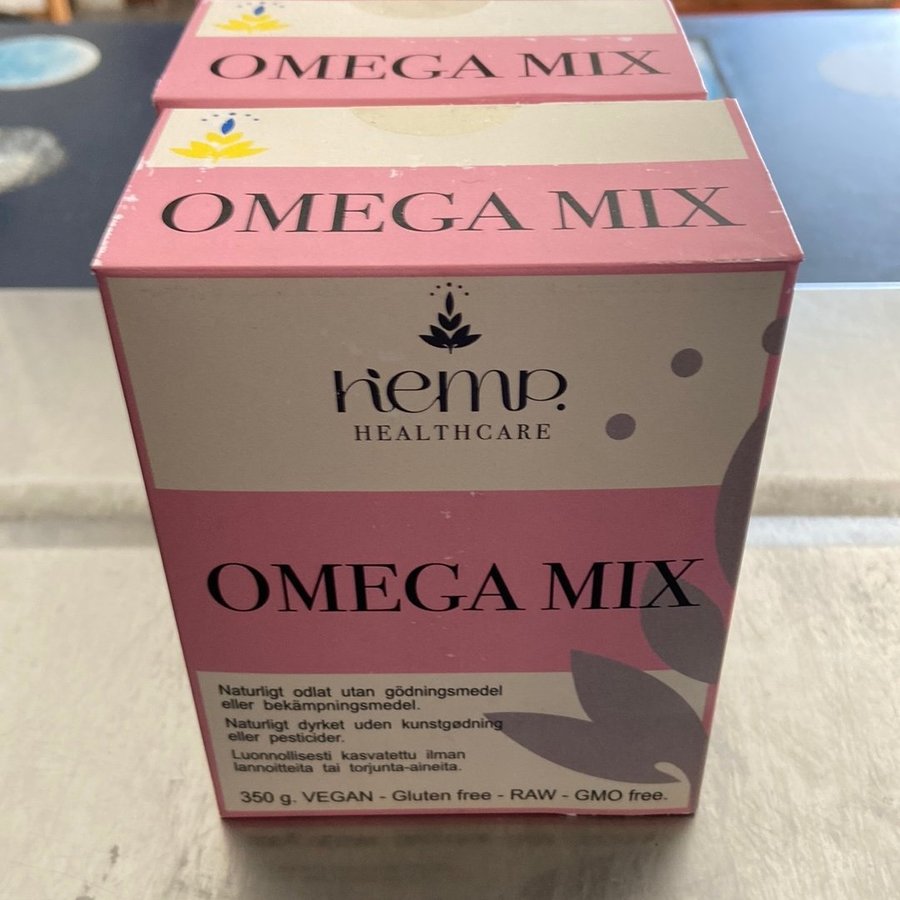 OMEGA MIX
OMEGA MIX
hemp.
HEALTHCARE
OMEGA MIX
Naturligt odlat utan gödningsmedel
eller bekämpningsmedel.
Naturligt dyrket uden kunstgødning
eller pesticider.
Luonnollisesti kasvatettu ilman
lannoitteita tai torjunta-aineita.
350 g. VEGAN - Gluten free - RAW - GMO free.